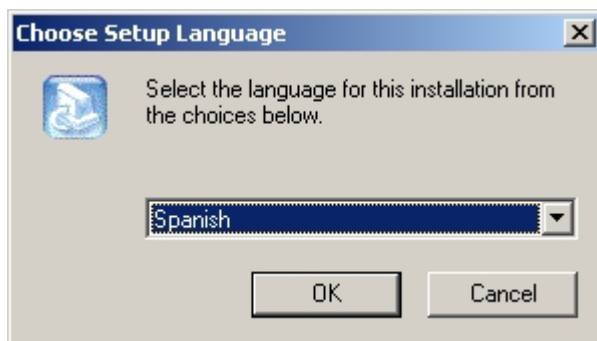 Choose Setup Language
Select the language for this installation from
the choices below.
Spanish
OK
Cancel